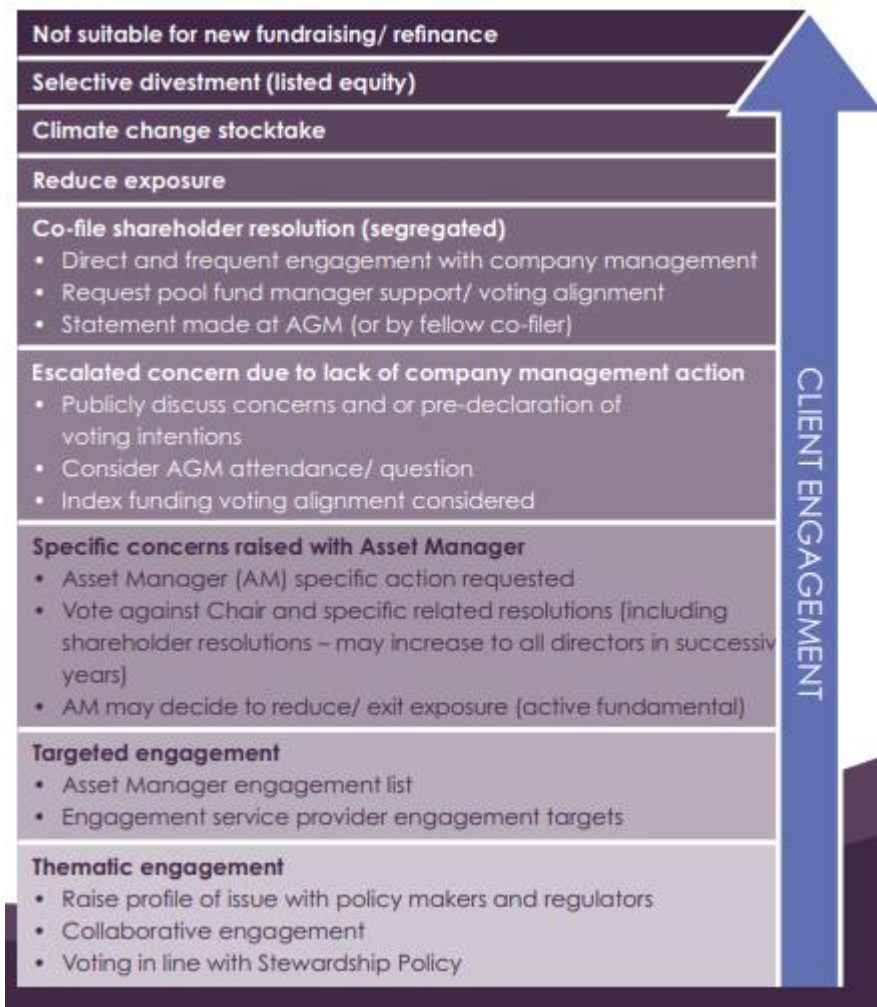 Not suitable for new fundraising/ refinance
Selective divestment (listed equity)
Climate change stocktake
Reduce exposure
Co-file shareholder resolution (segregated)
• Direct and frequent engagement with company management
• Request pool fund manager support/ voting alignment
• Statement made at AGM (or by fellow co-filer)
Escalated concern due to lack of company management action
• Publicly discuss concerns and or pre-declaration of
voting intentions
• Consider AGM attendance/ question
• Index funding voting alignment considered
Specific concerns raised with Asset Manager
• Asset Manager (AM) specific action requested
• Vote against Chair and specific related resolutions (including
shareholder resolutions – may increase to all directors in successiv
years)
• AM may decide to reduce/ exit exposure (active fundamental)
Targeted engagement
• Asset Manager engagement list
• Engagement service provider engagement targets
Thematic engagement
• Raise profile of issue with policy makers and regulators
• Collaborative engagement
• Voting in line with Stewardship Policy
CLIENT ENGAGEMENT